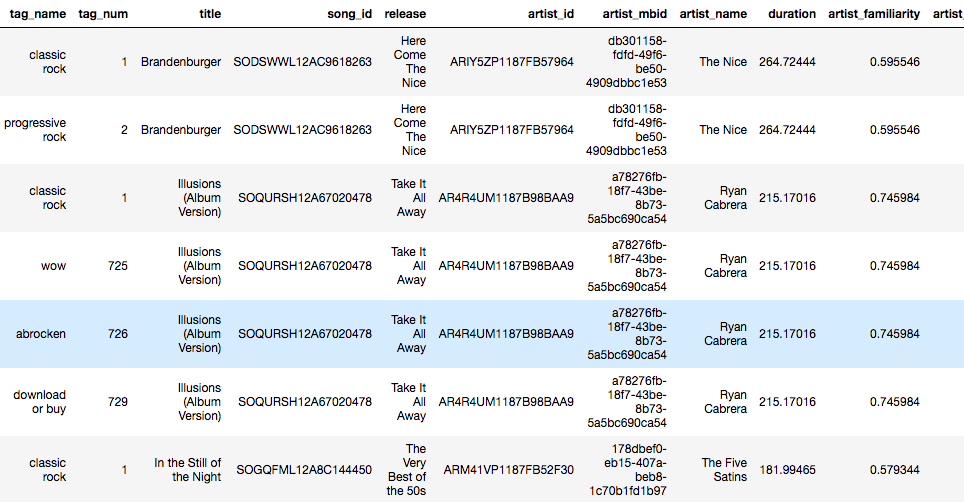 tag_name tag_num title song_id release artist_id artist_mbid artist_name duration artist_familiarity artist_
classic rock 1 Brandenburger SODSWWL12AC9618263 Here Come The Nice ARIY5ZP1187FB57964 db301158-fdfd-49f6-be50-4909dbbc1e53 The Nice 264.72444 0.595546
progressive rock 2 Brandenburger SODSWWL12AC9618263 Here Come The Nice ARIY5ZP1187FB57964 db301158-fdfd-49f6-be50-4909dbbc1e53 The Nice 264.72444 0.595546
classic rock 1 Illusions (Album Version) SOQURSH12A67020478 Take It All Away AR4R4UM1187B98BAA9 a78276fb-18f7-43be-8b73-5a5bc690ca54 Ryan Cabrera 215.17016 0.745984
wow 725 Illusions (Album Version) SOQURSH12A67020478 Take It All Away AR4R4UM1187B98BAA9 a78276fb-18f7-43be-8b73-5a5bc690ca54 Ryan Cabrera 215.17016 0.745984
abrocken 726 Illusions (Album Version) SOQURSH12A67020478 Take It All Away AR4R4UM1187B98BAA9 a78276fb-18f7-43be-8b73-5a5bc690ca54 Ryan Cabrera 215.17016 0.745984
download or buy 729 Illusions (Album Version) SOQURSH12A67020478 Take It All Away AR4R4UM1187B98BAA9 a78276fb-18f7-43be-8b73-5a5bc690ca54 Ryan Cabrera 215.17016 0.745984
classic rock 1 In the Still of the Night SOGQFML12A8C144450 The Very Best of the 50s ARM41VP1187FB52F30 178dbef0-eb15-407a-beb8-1c70b1fd1b97 The Five Satins 181.99465 0.579344